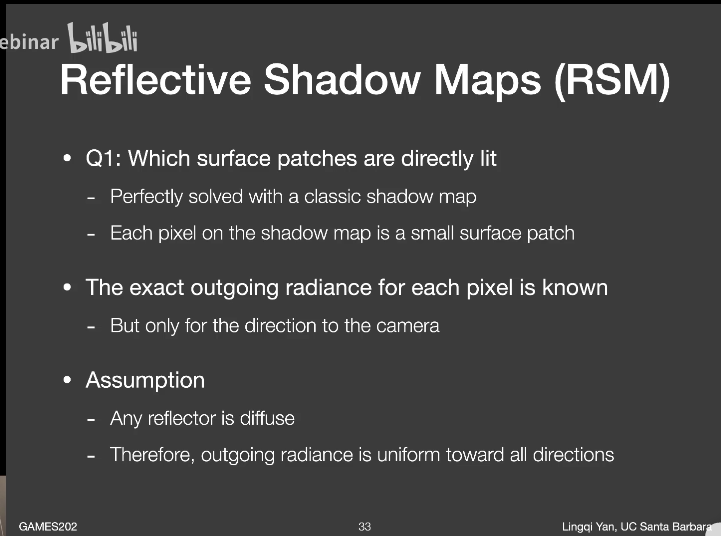 ebinar bilibili
Reflective Shadow Maps (RSM)
• Q1: Which surface patches are directly lit
- Perfectly solved with a classic shadow map
- Each pixel on the shadow map is a small surface patch
• The exact outgoing radiance for each pixel is known
- But only for the direction to the camera
• Assumption
- Any reflector is diffuse
- Therefore, outgoing radiance is uniform toward all directions
GAMES202 33 Lingqi Yan, UC Santa Barbara